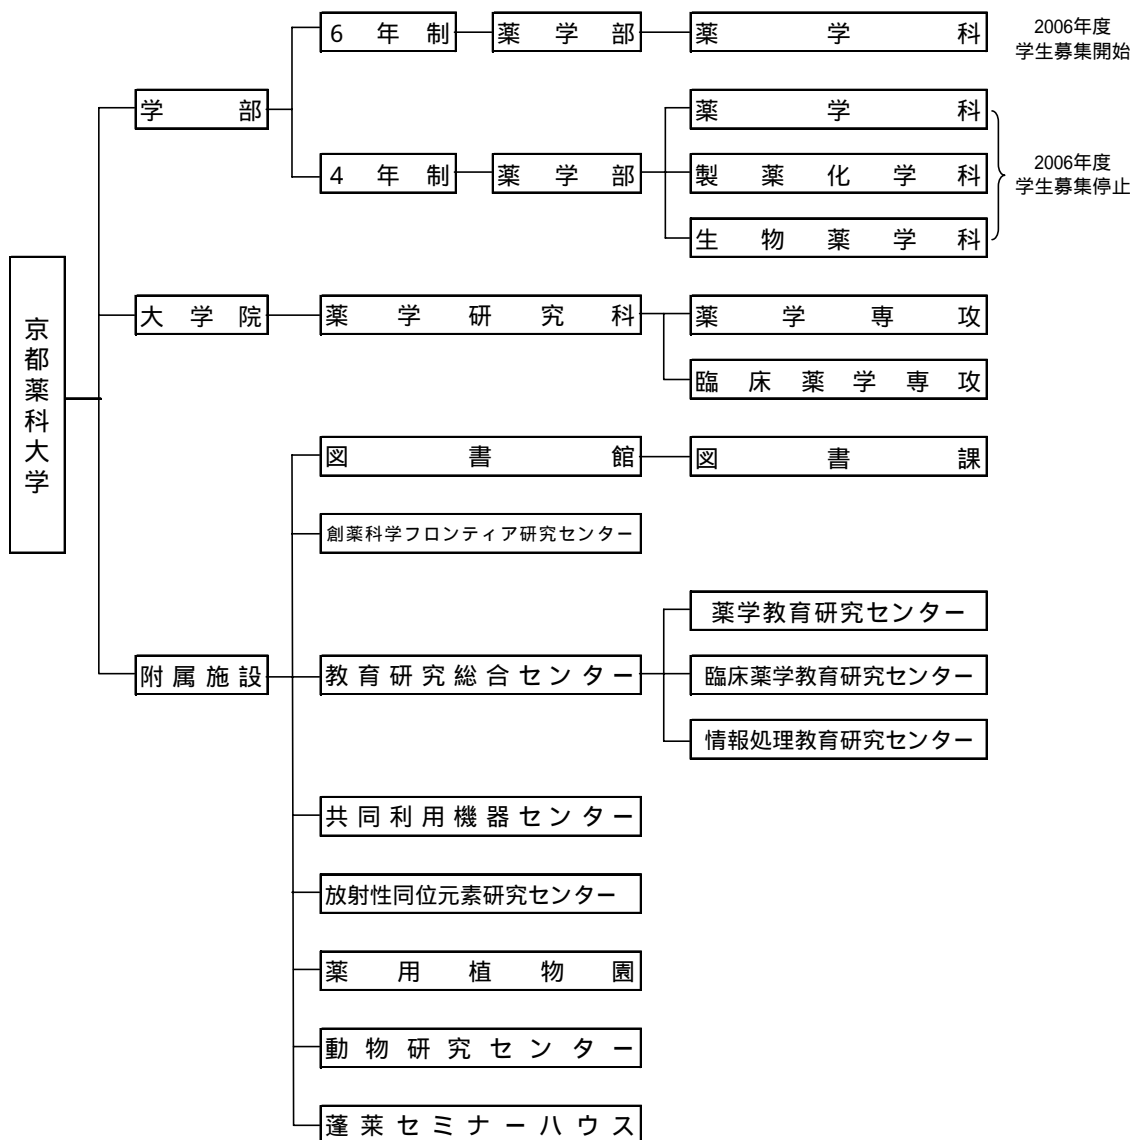 6年制
薬学部
薬学科
2006年度
学生募集開始
学部
薬学科
4年制
薬学部
製薬化学科
2006年度
学生募集停止
生物薬学科
京都薬科大学
大学院
薬学研究科
薬学専攻
臨床薬学専攻
図書館
図書課
創薬科学フロンティア研究センター
薬学教育研究センター
附属施設
教育研究総合センター
臨床薬学教育研究センター
情報処理教育研究センター
共同利用機器センター
放射性同位元素研究センター
薬用植物園
動物研究センター
蓬莱セミナーハウス